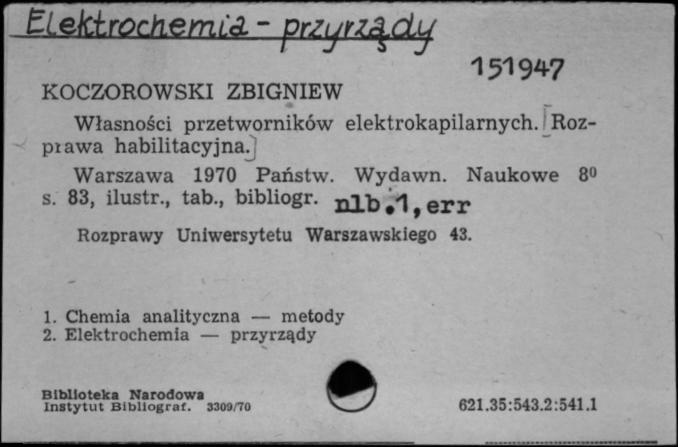 Elektrochemia - przyrządy
151947
KOCZOROWSKI ZBIGNIEW
Własności przetworników elektrokapilarnych. [Roz-
prawa habilitacyjna.]
Warszawa 1970 Państw. Wydawn. Naukowe 8⁰
s. 83, ilustr., tab., bibliogr. nlb.1, err
Rozprawy Uniwersytetu Warszawskiego 43.
1. Chemia analityczna — metody
2. Elektrochemia — przyrządy
Biblioteka Narodowa
Instytut Bibliograf. 3309/70
621.35:543.2:541.1